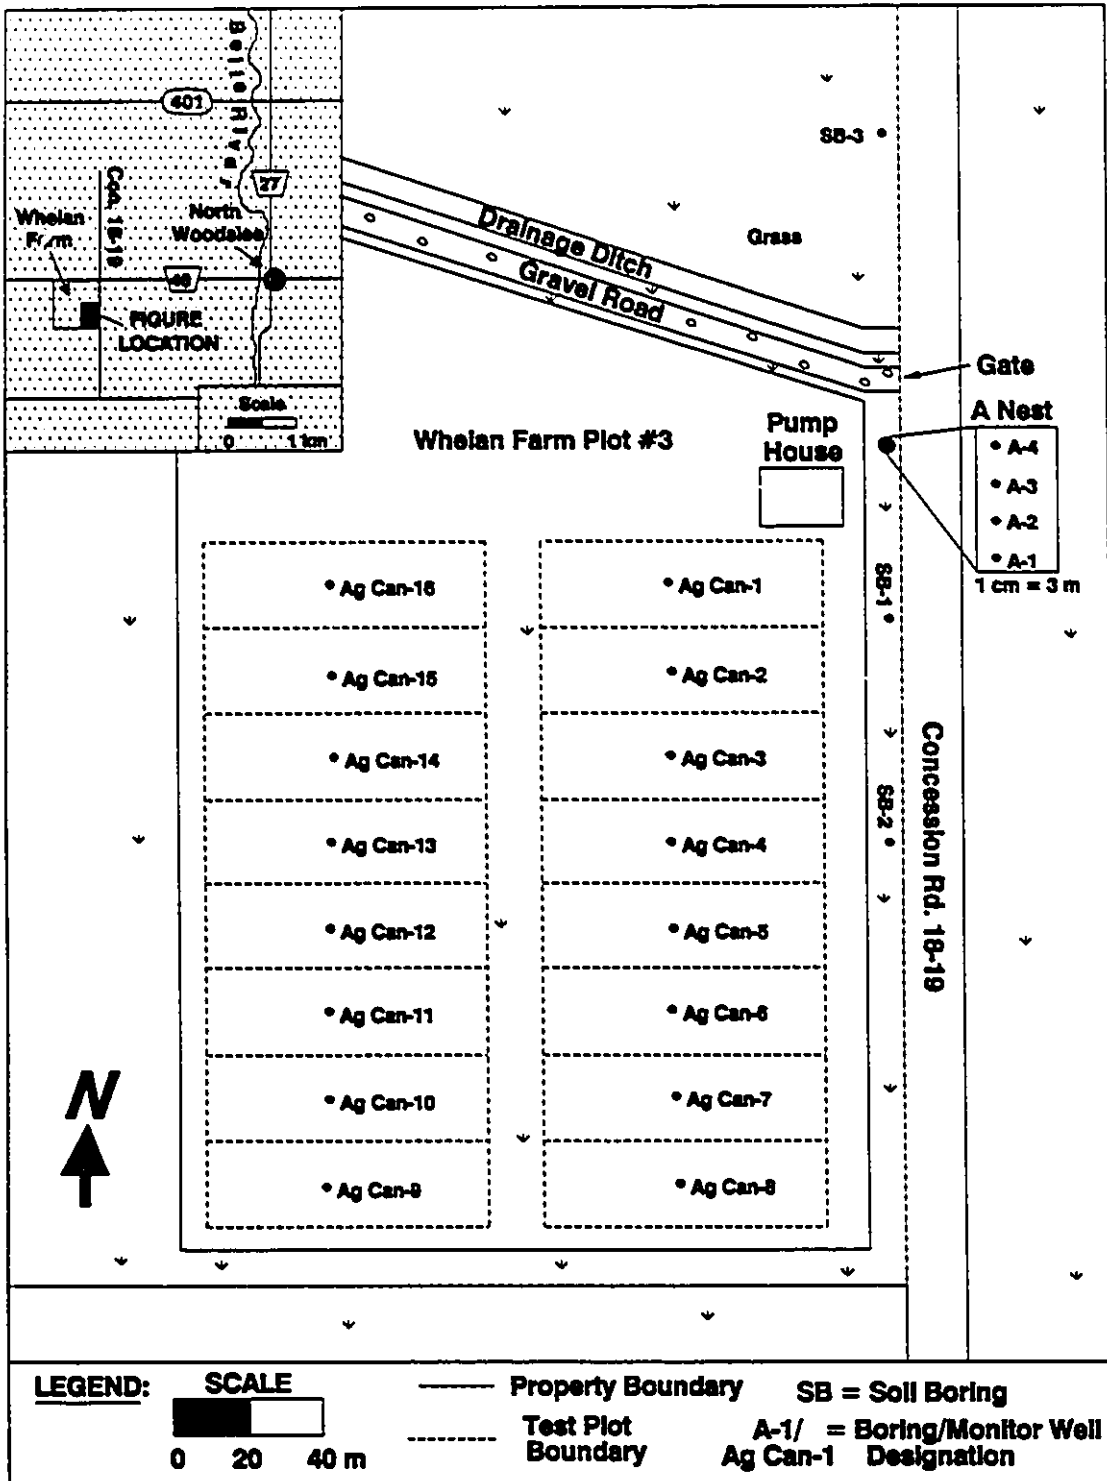 Belle River
401
Con. 18-19
27
Whelan
Farm
North
Woodslee
46
FIGURE
LOCATION
Scale
0 1 km
SB-3
Grass
Drainage Ditch
Gravel Road
Gate
A Nest
A-4
A-3
A-2
A-1
1 cm = 3 m
Whelan Farm Plot #3
Pump
House
SB-1
SB-2
Concession Rd. 18-19
Ag Can-16
Ag Can-1
Ag Can-15
Ag Can-2
Ag Can-14
Ag Can-3
Ag Can-13
Ag Can-4
Ag Can-12
Ag Can-5
Ag Can-11
Ag Can-6
Ag Can-10
Ag Can-7
Ag Can-9
Ag Can-8
N
LEGEND:
SCALE
0 20 40 m
Property Boundary
Test Plot
Boundary
SB = Soil Boring
A-1/ = Boring/Monitor Well
Ag Can-1 Designation